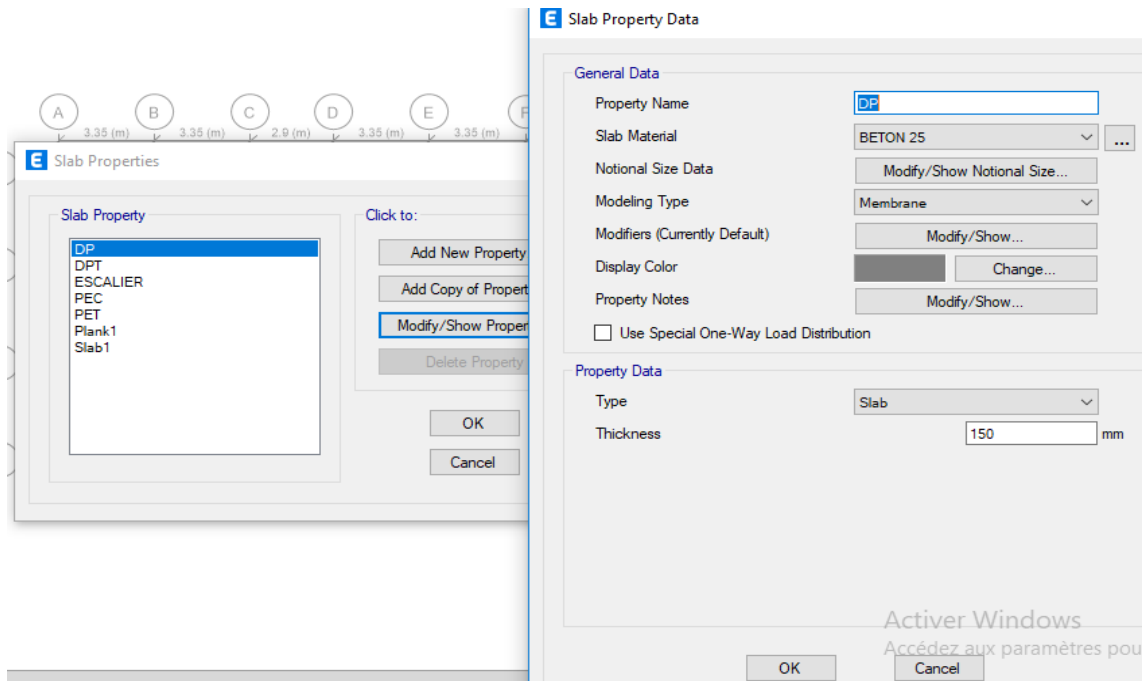 A B C D E F
3.35 (m) 3.35 (m) 2.9 (m) 3.35 (m) 3.35 (m)
E Slab Properties
Slab Property
DP
DPT
ESCALIER
PEC
PET
Plank1
Slab1
Click to:
Add New Property
Add Copy of Propert
Modify/Show Proper
Delete Property
OK
Cancel
E Slab Property Data
General Data
Property Name DP
Slab Material BETON 25 ...
Notional Size Data Modify/Show Notional Size...
Modeling Type Membrane
Modifiers (Currently Default) Modify/Show...
Display Color Change...
Property Notes Modify/Show...
Use Special One-Way Load Distribution
Property Data
Type Slab
Thickness 150 mm
Activer Windows
Accédez aux paramètres pou
OK Cancel